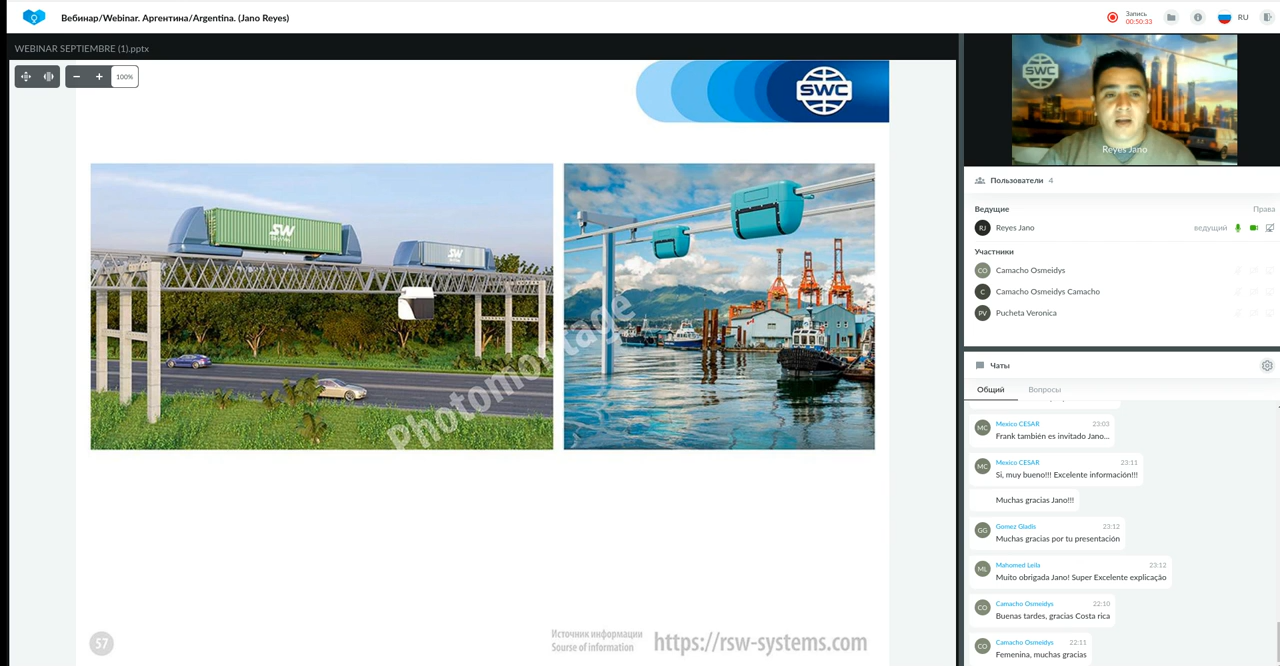 Вебинар/Webinar. Аргентина/Argentina. (Jano Reyes)
Запись
00:50:33
RU
WEBINAR SEPTIEMBRE (1).pptx
100%
SWC
SW
SW
Photomontage
57
Источник информации
Sourse of information
https://rsw-systems.com
SWC
Reyes Jano
Пользователи 4
Ведущие Права
RJ Reyes Jano ведущий
Участники
CO Camacho Osmeidys
C Camacho Osmeidys Camacho
PV Pucheta Veronica
Чаты
Общий Вопросы
MC Mexico CESAR 23:03
Frank también es invitado Jano...
MC Mexico CESAR 23:11
Si, muy bueno!!! Excelente información!!!
Muchas gracias Jano!!!
GG Gomez Gladis 23:12
Muchas gracias por tu presentación
ML Mahomed Leila 23:12
Muito obrigada Jano! Super Excelente explicação
CO Camacho Osmeidys 22:10
Buenas tardes, gracias Costa rica
CO Camacho Osmeidys 22:11
Femenina, muchas gracias